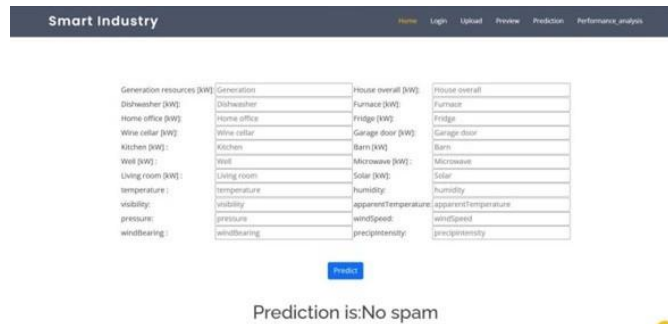 Smart Industry Home Login Upload Preview Prediction Performance_analysis
Generation resources [kW]: Generation House overall [kW]: House overall
Dishwasher [kW]: Dishwasher Furnace [kW]: Furnace
Home office [kW]: Home office Fridge [kW]: Fridge
Wine cellar [kW]: Wine cellar Garage door [kW]: Garage door
Kitchen [kW] : Kitchen Barn [kW] Barn
Well [kW] : Well Microwave [kW] : Microwave
Living room [kW] : Living room Solar [kW]: Solar
temperature : temperature humidity: humidity
visibility: visibility apparentTemperature: apparentTemperature
pressure: pressure windSpeed: windSpeed
windBearing : windBearing precipIntensity: precipIntensity
Predict
Prediction is:No spam